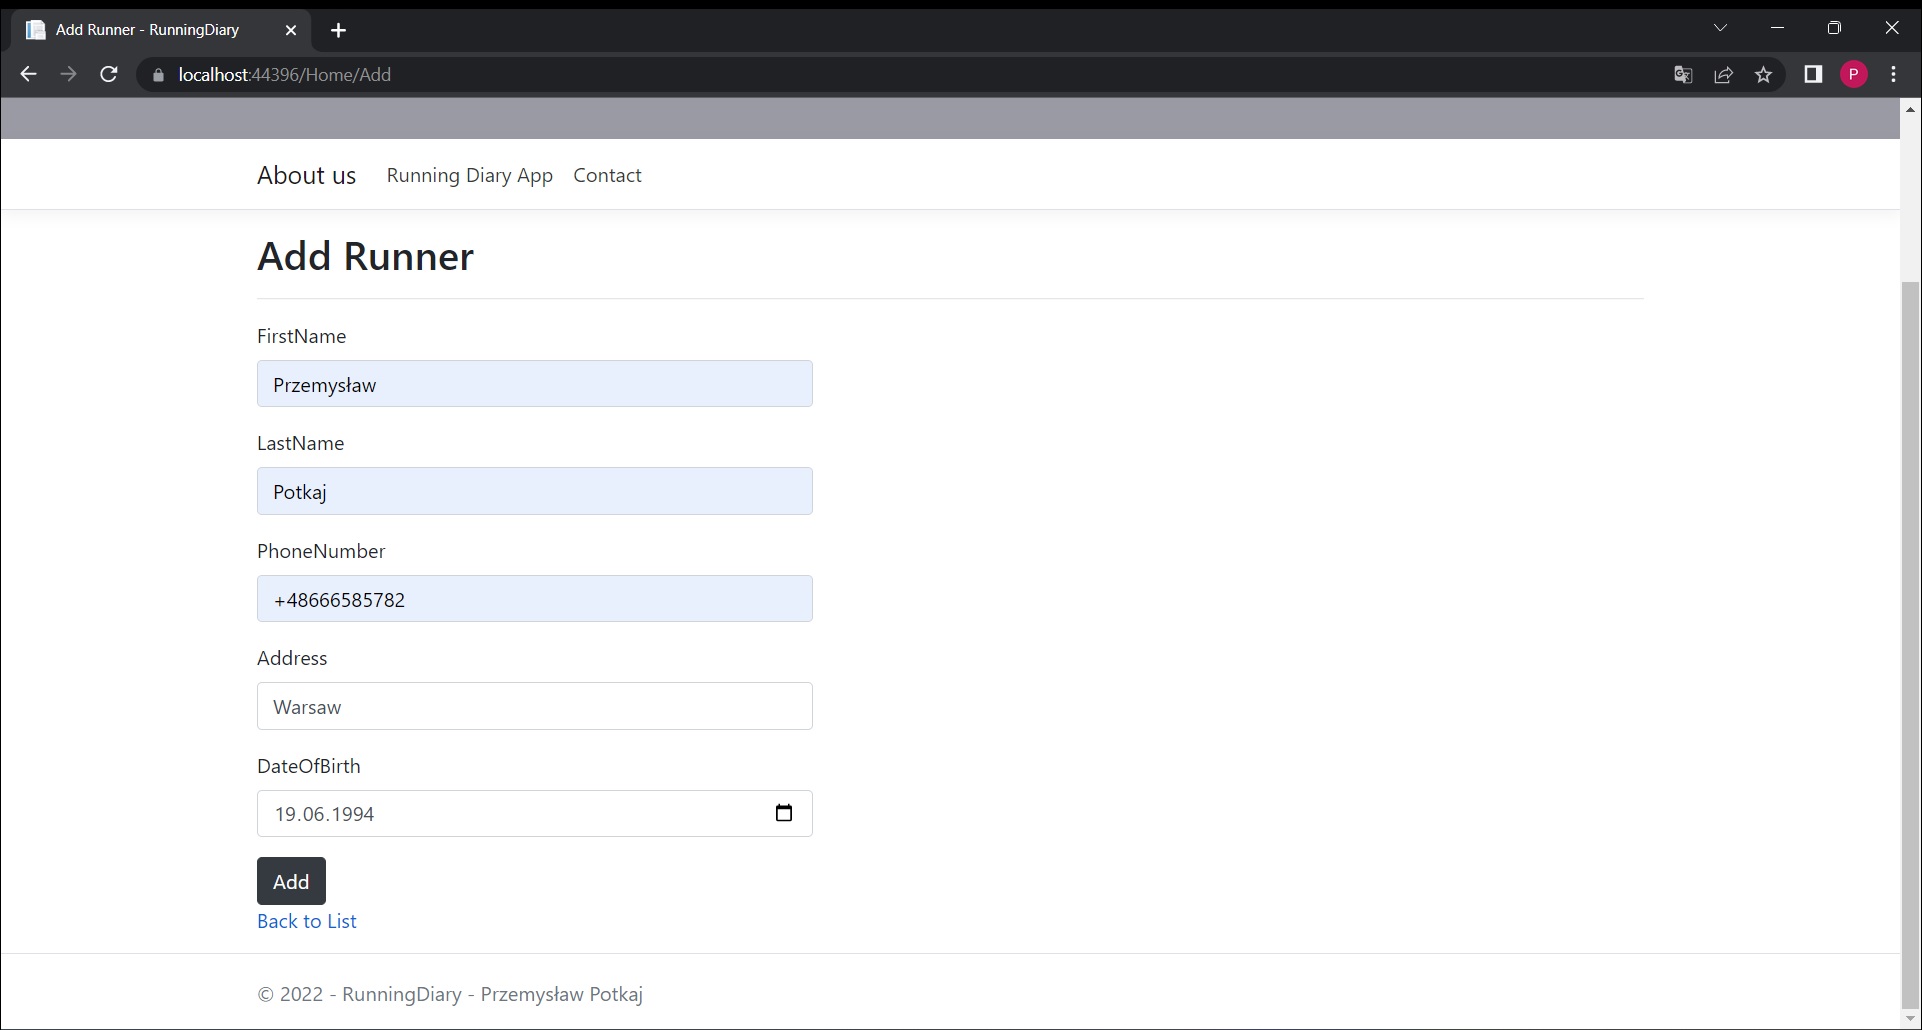 Add Runner - RunningDiary
localhost:44396/Home/Add
P
About us Running Diary App Contact
Add Runner
FirstName
Przemysław
LastName
Potkaj
PhoneNumber
+48666585782
Address
Warsaw
DateOfBirth
19.06.1994
Add
Back to List
© 2022 - RunningDiary - Przemysław Potkaj